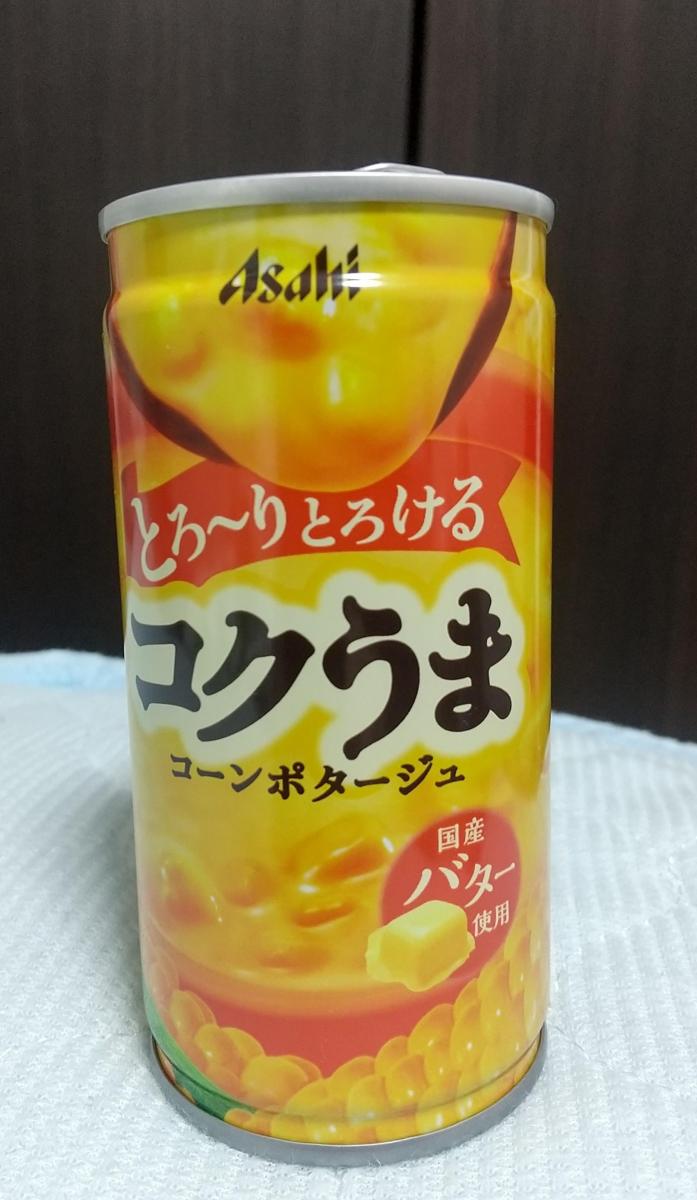 Asahi
とろ〜りとろける
コクうま
コーンポタージュ
国産
バター
使用